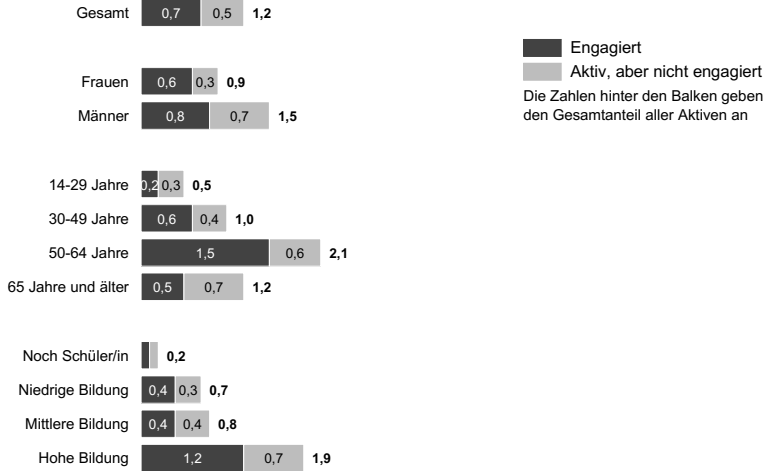 Gesamt 0,7 0,5 1,2
Engagiert
Aktiv, aber nicht engagiert
Die Zahlen hinter den Balken geben
den Gesamtanteil aller Aktiven an
Frauen 0,6 0,3 0,9
Männer 0,8 0,7 1,5
14-29 Jahre 0,2 0,3 0,5
30-49 Jahre 0,6 0,4 1,0
50-64 Jahre 1,5 0,6 2,1
65 Jahre und älter 0,5 0,7 1,2
Noch Schüler/in 0,2
Niedrige Bildung 0,4 0,3 0,7
Mittlere Bildung 0,4 0,4 0,8
Hohe Bildung 1,2 0,7 1,9